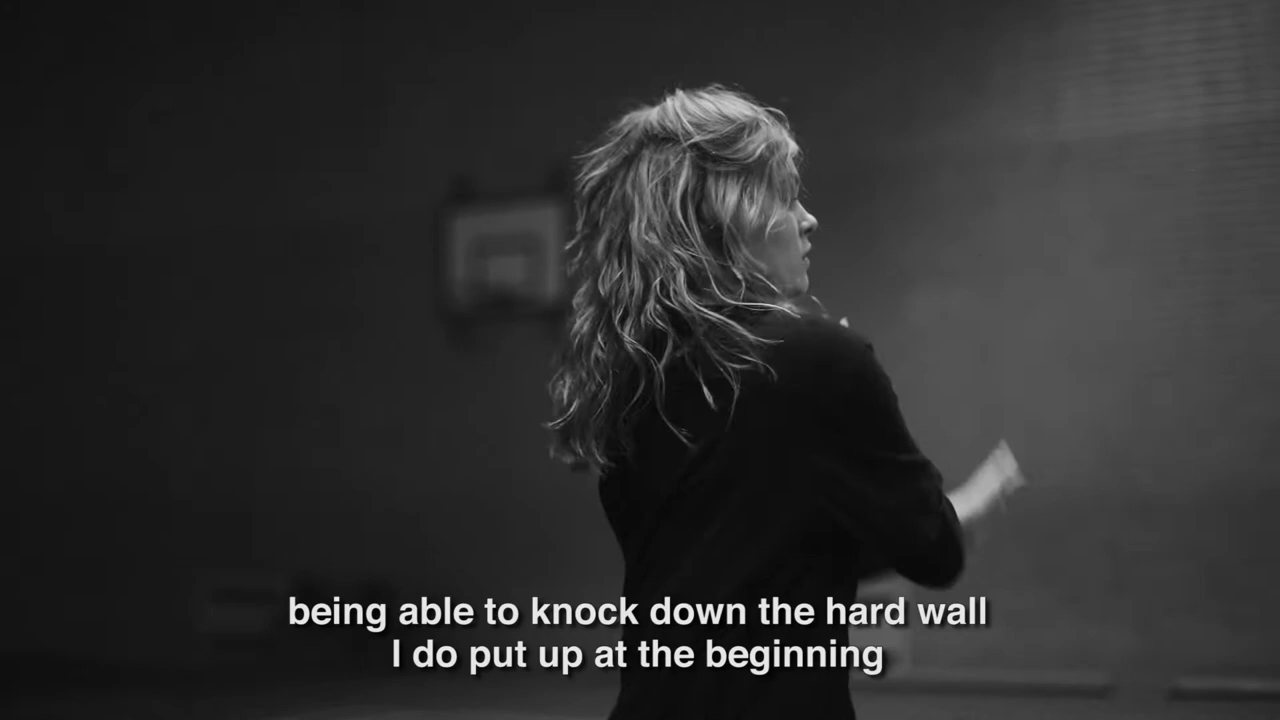 being able to knock down the hard wall
I do put up at the beginning